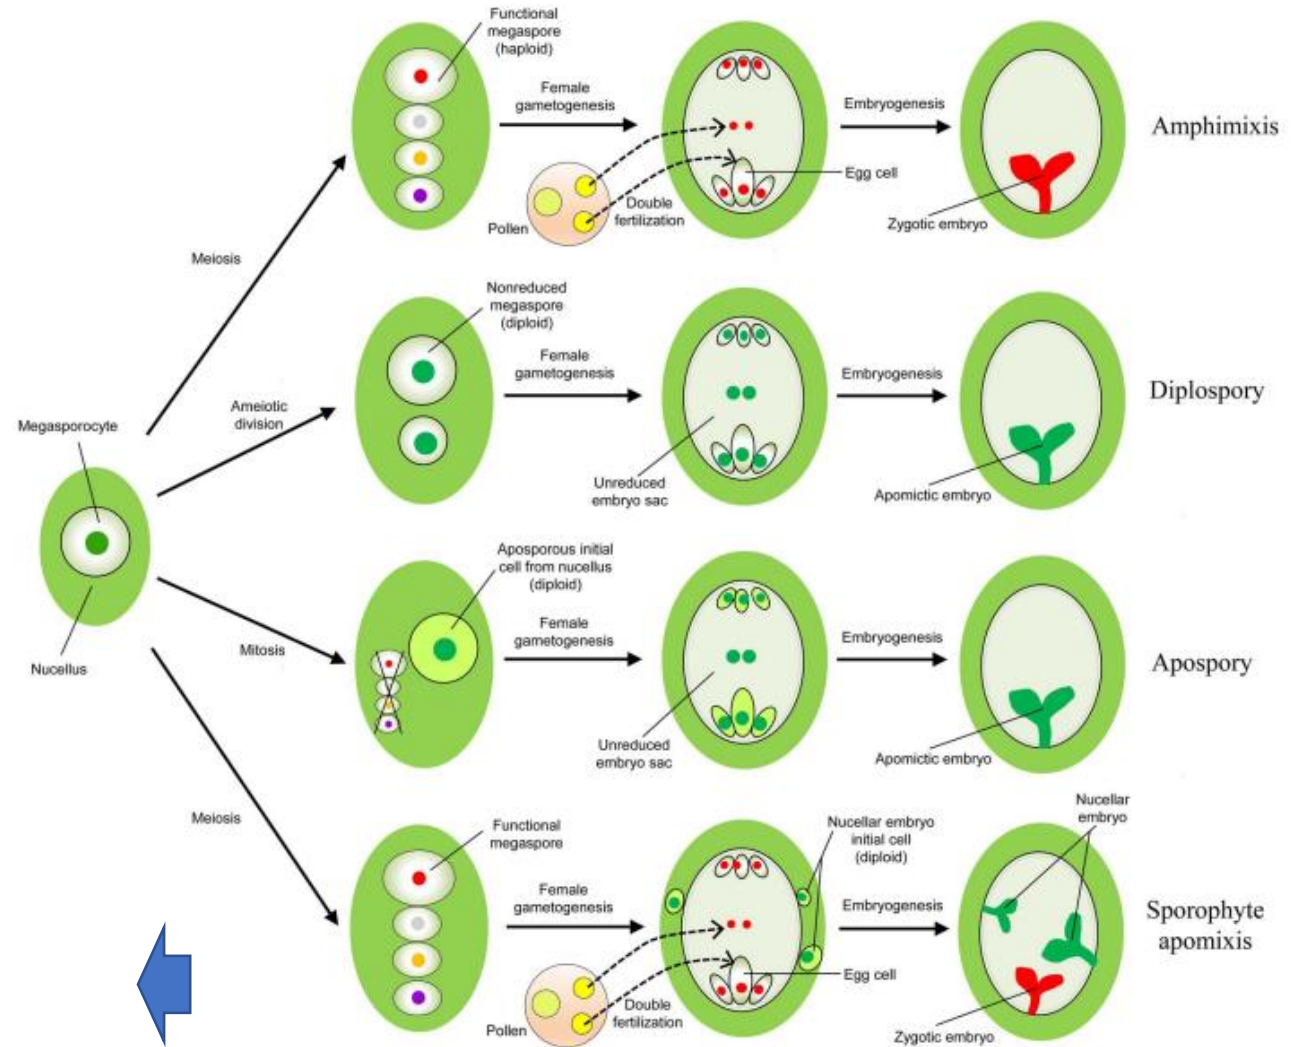 Functional
megaspore
(haploid)
Female
gametogenesis
Embryogenesis
Amphimixis
Egg cell
Double
fertilization
Pollen
Zygotic embryo
Meiosis
Nonreduced
megaspore
(diploid)
Female
gametogenesis
Embryogenesis
Diplospory
Ameiotic
division
Megasporocyte
Unreduced
embryo sac
Apomictic embryo
Aposporous initial
cell from nucellus
(diploid)
Female
gametogenesis
Embryogenesis
Mitosis
Nucellus
Apospory
Unreduced
embryo sac
Apomictic embryo
Meiosis
Functional
megaspore
Nucellar embryo
initial cell
(diploid)
Nucellar
embryo
Female
gametogenesis
Embryogenesis
Sporophyte
apomixis
Egg cell
Double
fertilization
Pollen
Zygotic embryo